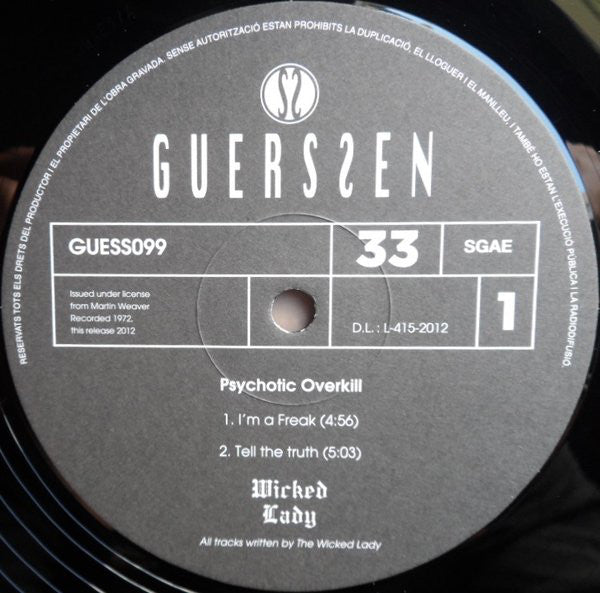 RESERVATS TOTS ELS DRETS DEL PRODUCTOR I EL PROPIETARI DE L'OBRA GRAVADA. SENSE AUTORITZACIÓ ESTAN PROHIBITS LA DUPLICACIÓ, EL LLOGUER I EL MANLLEU, I TAMBÉ HO ESTAN L'EXECUCIÓ PÚBLICA I LA RADIODIFUSIÓ.
GUERSSEN
GUESS099
33
SGAE
Issued under license
from Martin Weaver
Recorded 1972,
this release 2012
D.L.: L-415-2012
1
Psychotic Overkill
1. I'm a Freak (4:56)
2. Tell the truth (5:03)
Wicked
Lady
All tracks written by The Wicked Lady